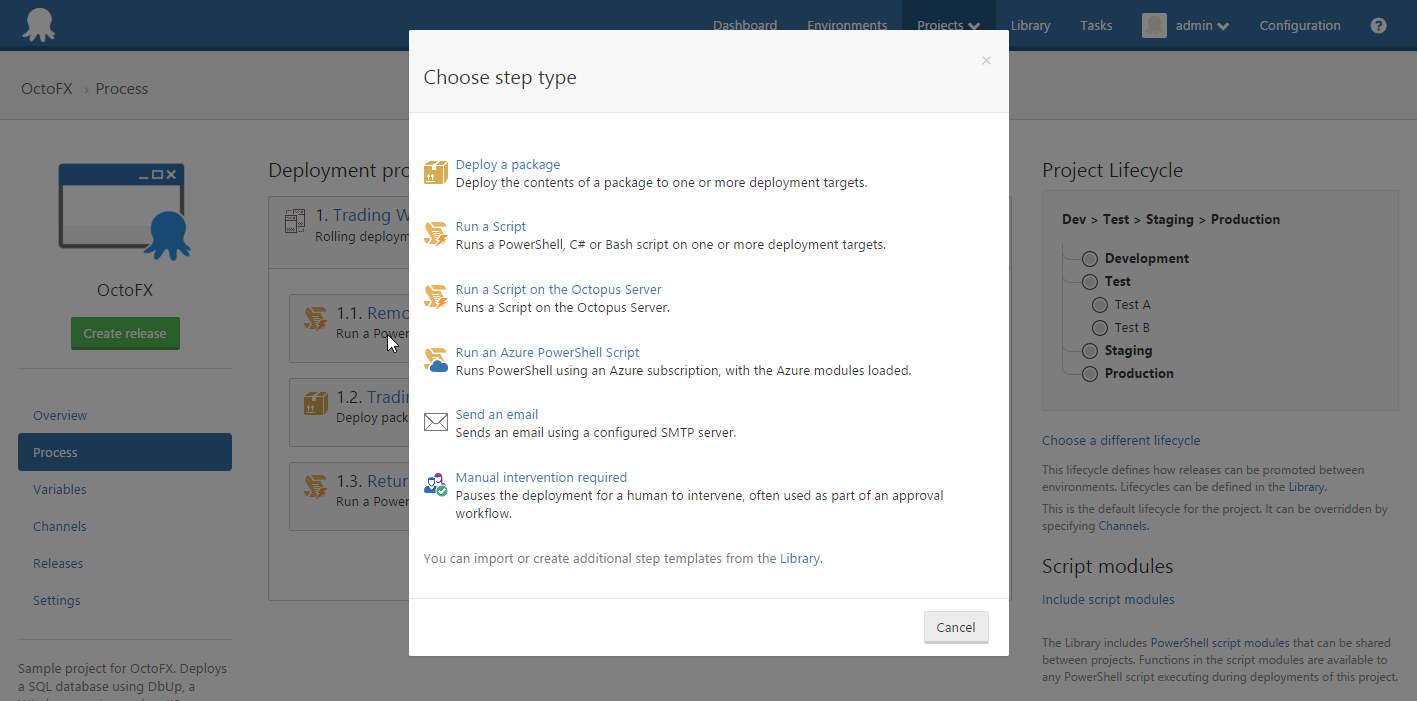 Dashboard Environments Projects Library Tasks admin Configuration ?
OctoFX › Process
OctoFX
Create release
Overview
Process
Variables
Channels
Releases
Settings
Sample project for OctoFX. Deploys
a SQL database using DbUp, a
Deployment pro
1. Trading W
Rolling deploym
1.1. Remo
Run a Power
1.2. Tradi
Deploy pack
1.3. Retur
Run a Power
Choose step type
×
Deploy a package
Deploy the contents of a package to one or more deployment targets.
Run a Script
Runs a PowerShell, C# or Bash script on one or more deployment targets.
Run a Script on the Octopus Server
Runs a Script on the Octopus Server.
Run an Azure PowerShell Script
Runs PowerShell using an Azure subscription, with the Azure modules loaded.
Send an email
Sends an email using a configured SMTP server.
Manual intervention required
Pauses the deployment for a human to intervene, often used as part of an approval
workflow.
You can import or create additional step templates from the Library.
Cancel
Project Lifecycle
Dev > Test > Staging > Production
Development
Test
Test A
Test B
Staging
Production
Choose a different lifecycle
This lifecycle defines how releases can be promoted between
environments. Lifecycles can be defined in the Library.
This is the default lifecycle for the project. It can be overridden by
specifying Channels.
Script modules
Include script modules
The Library includes PowerShell script modules that can be shared
between projects. Functions in the script modules are available to
any PowerShell script executing during deployments of this project.